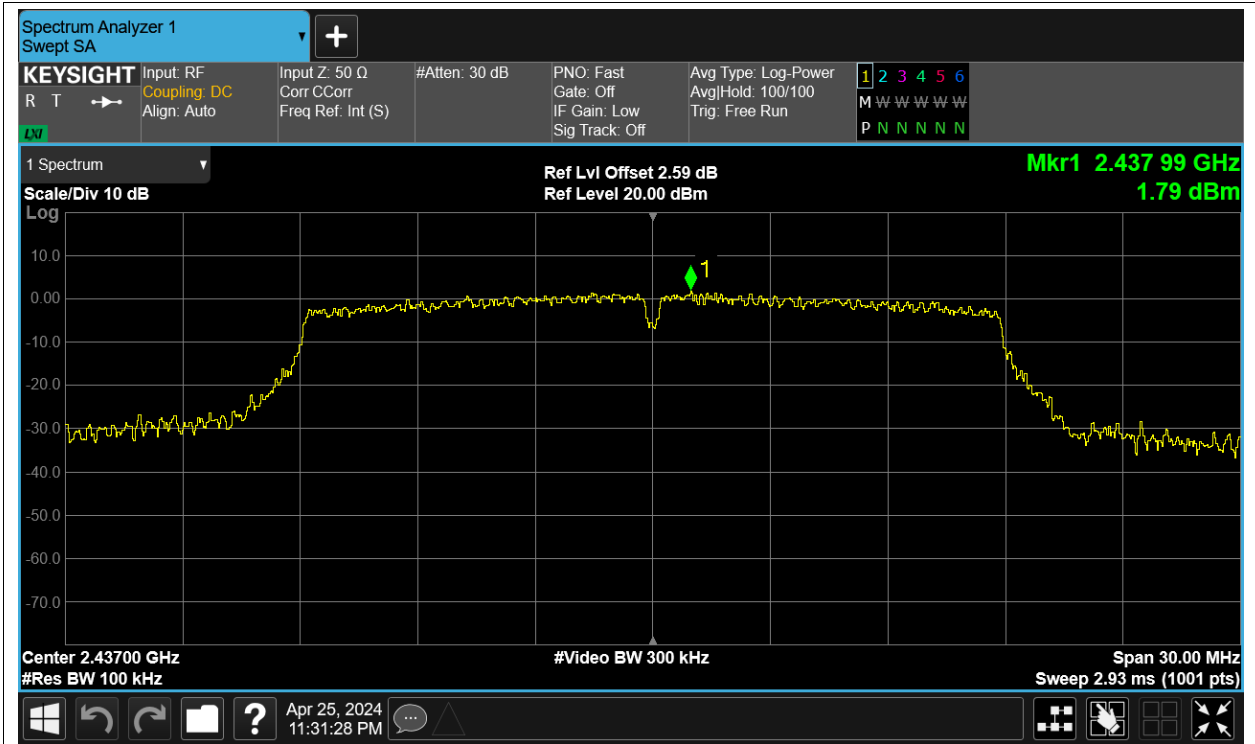 Spectrum Analyzer 1
Swept SA
KEYSIGHT
R T
LXI
Input: RF
Coupling: DC
Align: Auto
Input Z: 50 Ω
Corr CCorr
Freq Ref: Int (S)
#Atten: 30 dB
PNO: Fast
Gate: Off
IF Gain: Low
Sig Track: Off
Avg Type: Log-Power
Avg|Hold: 100/100
Trig: Free Run
1 2 3 4 5 6
M W W W W W
P N N N N N
1 Spectrum
Scale/Div 10 dB
Log
Ref Lvl Offset 2.59 dB
Ref Level 20.00 dBm
Mkr1 2.437 99 GHz
1.79 dBm
1
10.0
0.00
-10.0
-20.0
-30.0
-40.0
-50.0
-60.0
-70.0
Center 2.43700 GHz
#Res BW 100 kHz
#Video BW 300 kHz
Span 30.00 MHz
Sweep 2.93 ms (1001 pts)
?
Apr 25, 2024
11:31:28 PM